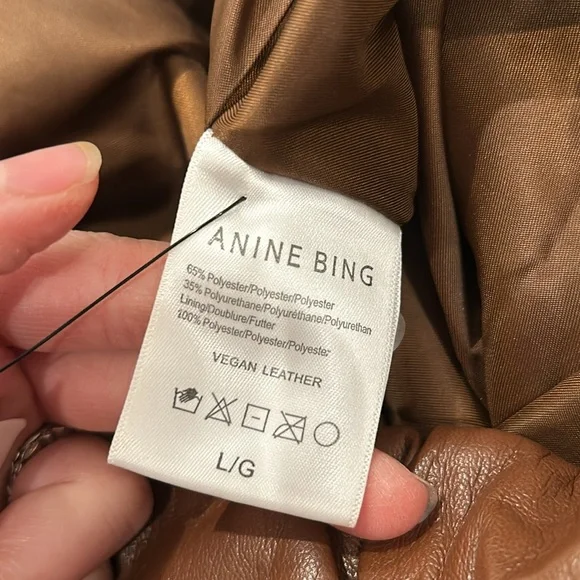 ANINE BING
65% Polyester/Polyester/Polyester
35% Polyurethane/Polyuréthane/Polyurethan
Lining/Doublure/Futter
100% Polyester/Polyester/Polyester
VEGAN LEATHER
L/G